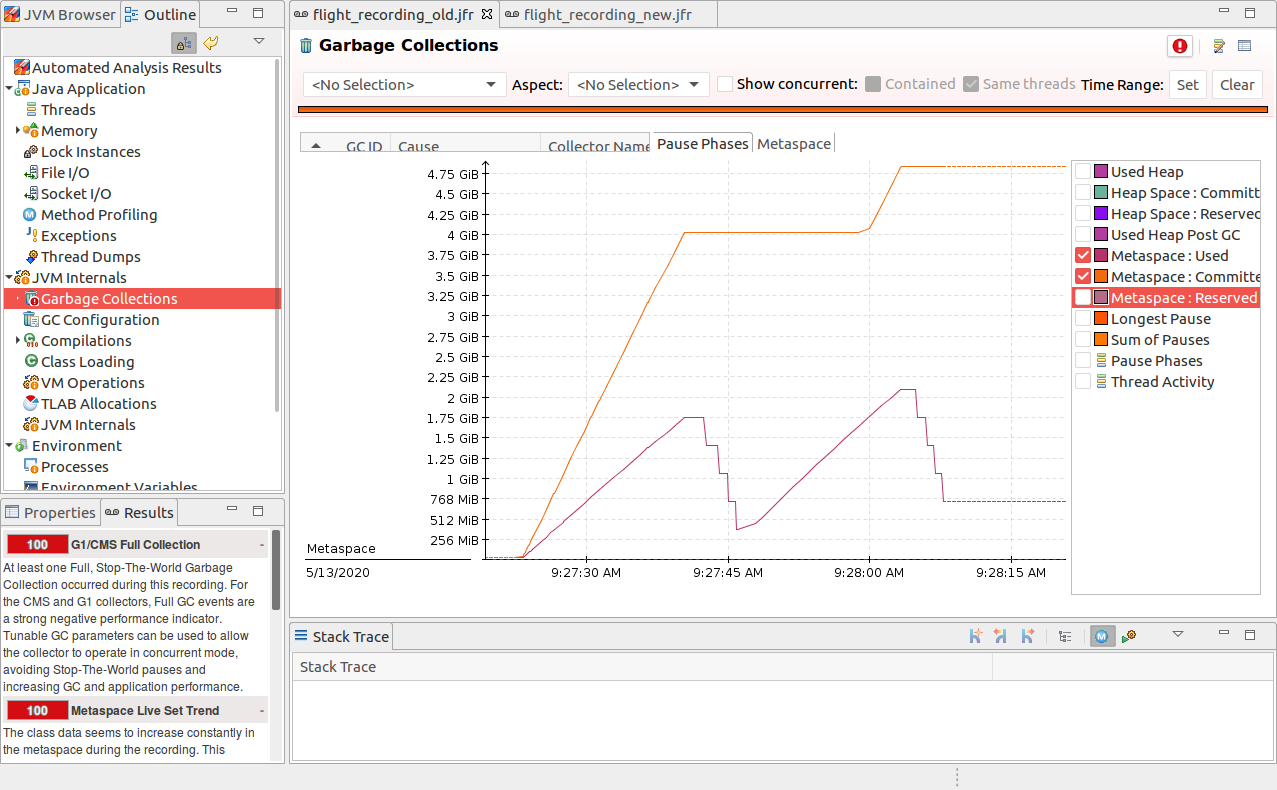 JVM Browser
Outline
Automated Analysis Results
Java Application
Threads
Memory
Lock Instances
File I/O
Socket I/O
Method Profiling
Exceptions
Thread Dumps
JVM Internals
Garbage Collections
GC Configuration
Compilations
Class Loading
VM Operations
TLAB Allocations
JVM Internals
Environment
Processes
Environment Variables
Properties
Results
100 G1/CMS Full Collection -
At least one Full, Stop-The-World Garbage
Collection occurred during this recording. For
the CMS and G1 collectors, Full GC events are
a strong negative performance indicator.
Tunable GC parameters can be used to allow
the collector to operate in concurrent mode,
avoiding Stop-The-World pauses and
increasing GC and application performance.
100 Metaspace Live Set Trend -
The class data seems to increase constantly in
the metaspace during the recording. This
flight_recording_old.jfr
flight_recording_new.jfr
Garbage Collections
<No Selection> Aspect: <No Selection> Show concurrent: Contained Same threads Time Range: Set Clear
GC ID Cause Collector Name Pause Phases Metaspace
4.75 GiB
4.5 GiB
4.25 GiB
4 GiB
3.75 GiB
3.5 GiB
3.25 GiB
3 GiB
2.75 GiB
2.5 GiB
2.25 GiB
2 GiB
1.75 GiB
1.5 GiB
1.25 GiB
1 GiB
768 MiB
512 MiB
256 MiB
Metaspace
5/13/2020 9:27:30 AM 9:27:45 AM 9:28:00 AM 9:28:15 AM
Used Heap
Heap Space : Committ
Heap Space : Reserved
Used Heap Post GC
Metaspace : Used
Metaspace : Committe
Metaspace : Reserved
Longest Pause
Sum of Pauses
Pause Phases
Thread Activity
Stack Trace
Stack Trace